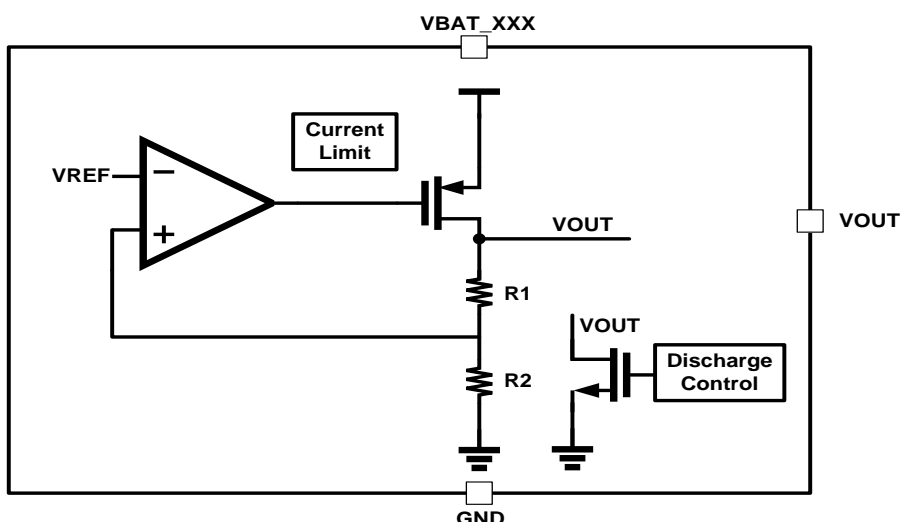 VBAT_XXX
Current
Limit
VREF
−
+
VOUT
VOUT
R1
VOUT
R2
Discharge
Control
GND